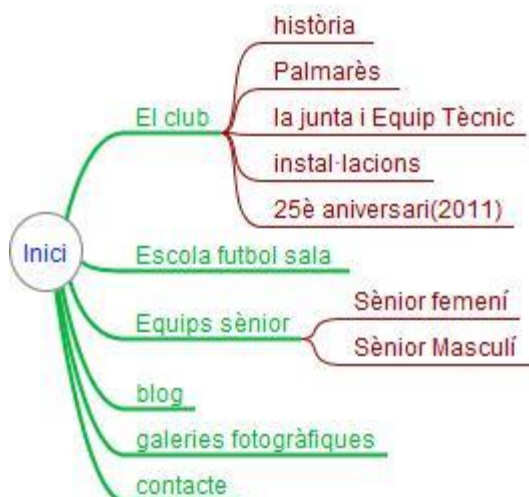 Inici
El club
història
Palmarès
la junta i Equip Tècnic
instal·lacions
25è aniversari(2011)
Escola futbol sala
Equips sènior
Sènior femení
Sènior Masculí
blog
galeries fotogràfiques
contacte